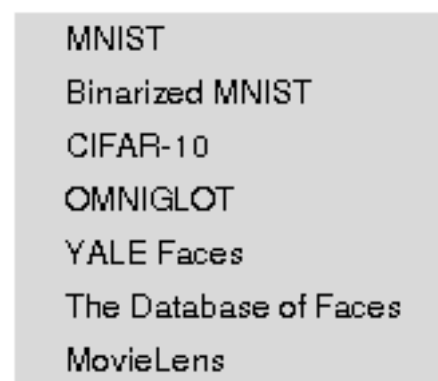 MNIST
Binarized MNIST
CIFAR-10
OMNIGLOT
YALE Faces
The Database of Faces
MovieLens